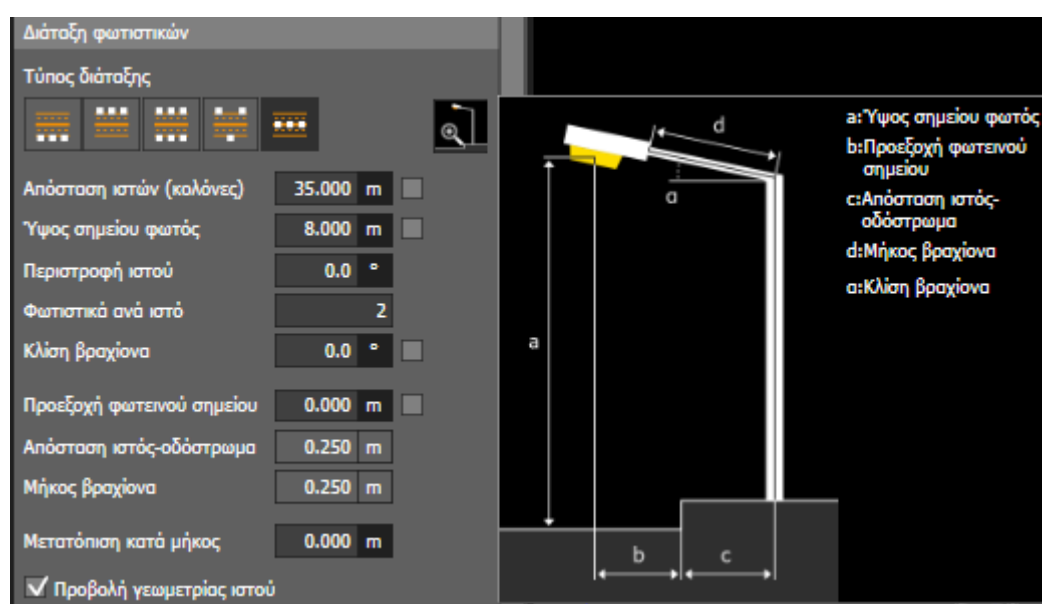 Διάταξη φωτιστικών
Τύπος διάταξης
Απόσταση ιστών (κολόνες) 35.000 m
Ύψος σημείου φωτός 8.000 m
Περιστροφή ιστού 0.0 °
Φωτιστικά ανά ιστό 2
Κλίση βραχίονα 0.0 °
Προεξοχή φωτεινού σημείου 0.000 m
Απόσταση ιστός-οδόστρωμα 0.250 m
Μήκος βραχίονα 0.250 m
Μετατόπιση κατά μήκος 0.000 m
Προβολή γεωμετρίας ιστού
d
α
a
b
c
a:Ύψος σημείου φωτός
b:Προεξοχή φωτεινού
σημείου
c:Απόσταση ιστός-
οδόστρωμα
d:Μήκος βραχίονα
α:Κλίση βραχίονα